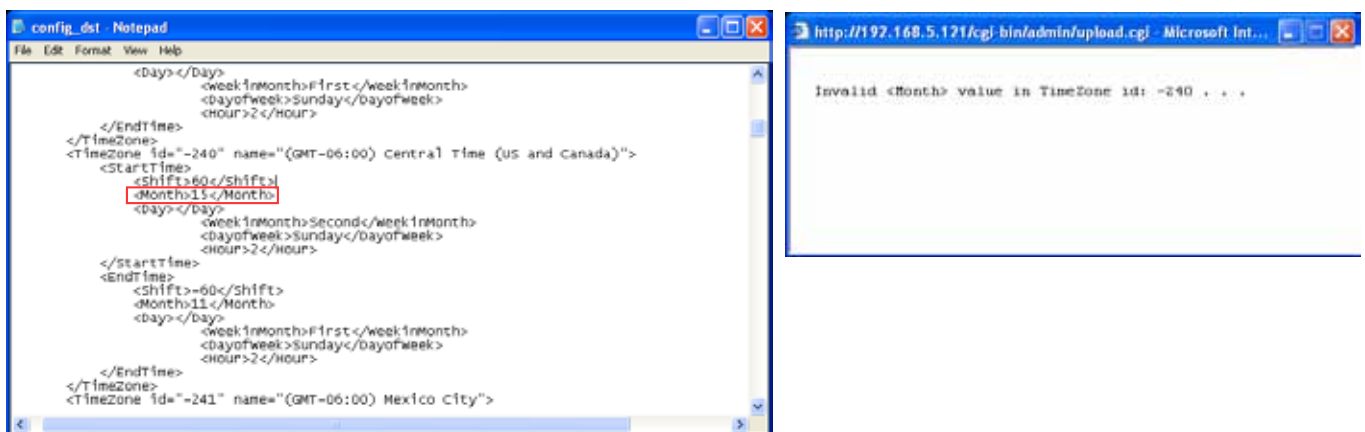 config_dst - Notepad
File Edit Format View Help
<Day></Day>
<WeekinMonth>First</WeekinMonth>
<DayofWeek>Sunday</DayofWeek>
<Hour>2</Hour>
</EndTime>
</TimeZone>
<TimeZone id="-240" name="(GMT-06:00) Central Time (US and Canada)">
<StartTime>
<Shift>60</Shift>
<Month>15</Month>
<Day></Day>
<WeekinMonth>Second</WeekinMonth>
<DayofWeek>Sunday</DayofWeek>
<Hour>2</Hour>
</StartTime>
<EndTime>
<Shift>-60</Shift>
<Month>11</Month>
<Day></Day>
<WeekinMonth>First</WeekinMonth>
<DayofWeek>Sunday</DayofWeek>
<Hour>2</Hour>
</EndTime>
</TimeZone>
<TimeZone id="-241" name="(GMT-06:00) Mexico City">
http://192.168.5.121/cgi-bin/admin/upload.cgi - Microsoft Int...
Invalid <Month> value in TimeZone id: -240 . . .